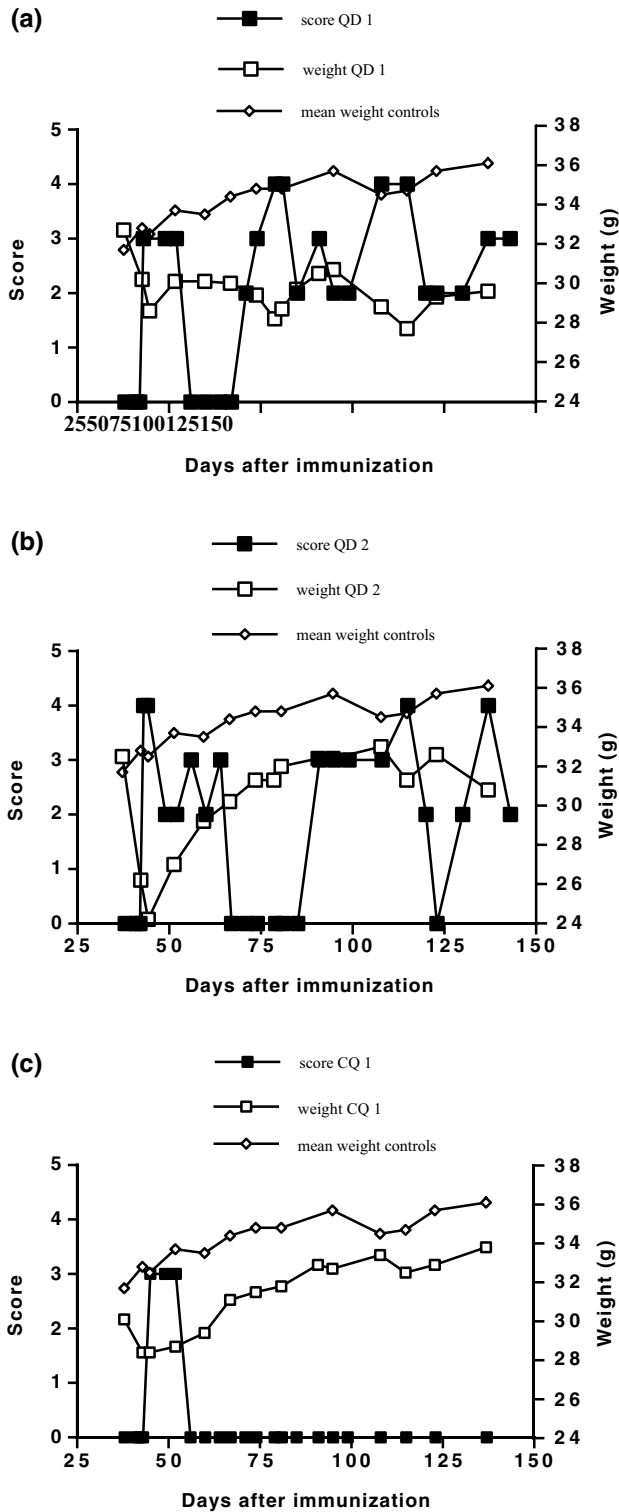 (a)
score QD 1
weight QD 1
mean weight controls
5
4
3
2
1
0
Score
38
36
34
32
30
28
26
24
Weight (g)
255075100125150
Days after immunization
(b)
score QD 2
weight QD 2
mean weight controls
5
4
3
2
1
0
Score
38
36
34
32
30
28
26
24
Weight (g)
25 50 75 100 125 150
Days after immunization
(c)
score CQ 1
weight CQ 1
mean weight controls
5
4
3
2
1
0
Score
38
36
34
32
30
28
26
24
Weight (g)
25 50 75 100 125 150
Days after immunization